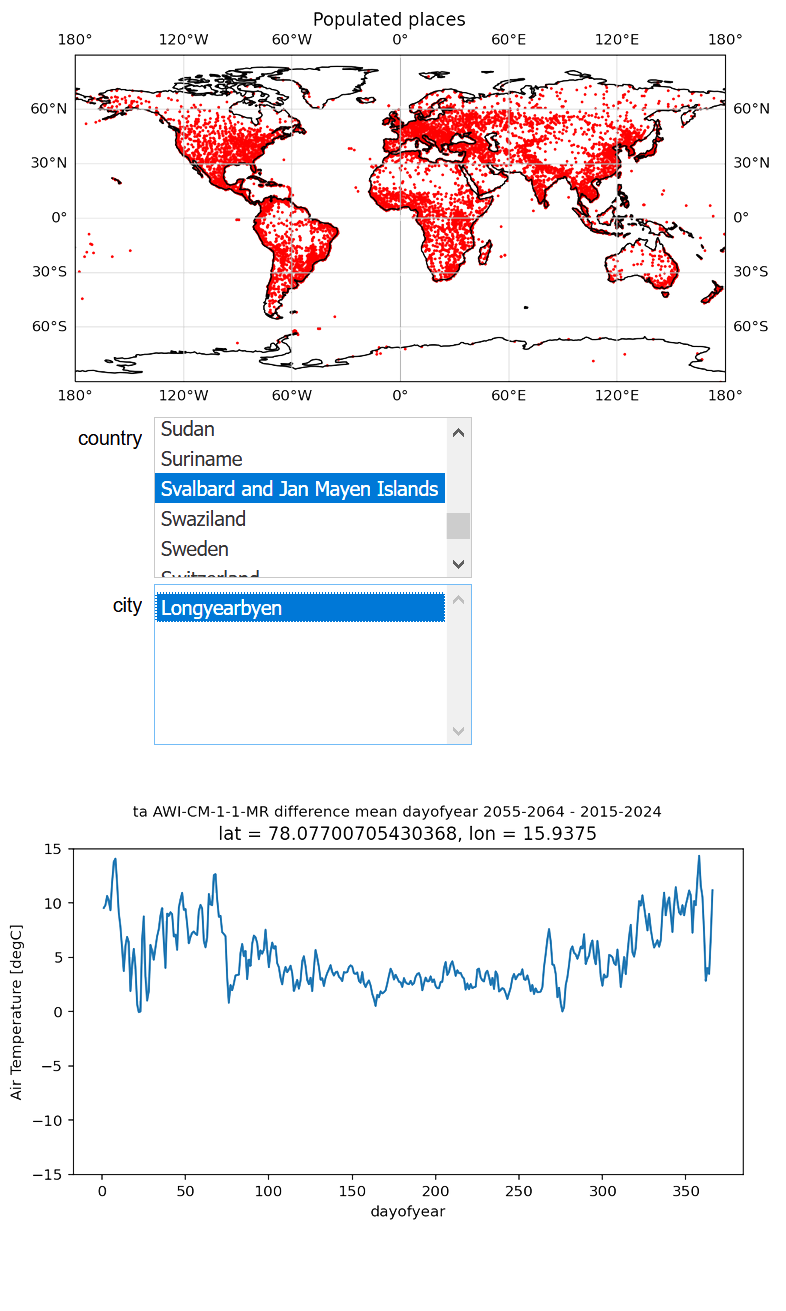 Populated places
180° 120°W 60°W 0° 60°E 120°E 180°
60°N 60°N
30°N 30°N
0° 0°
30°S 30°S
60°S 60°S
180° 120°W 60°W 0° 60°E 120°E 180°
country
Sudan
Suriname
Svalbard and Jan Mayen Islands
Swaziland
Sweden
Switzerland
city
Longyearbyen
ta AWI-CM-1-1-MR difference mean dayofyear 2055-2064 - 2015-2024
lat = 78.07700705430368, lon = 15.9375
15
10
5
0
−5
−10
−15
Air Temperature [degC]
0 50 100 150 200 250 300 350
dayofyear